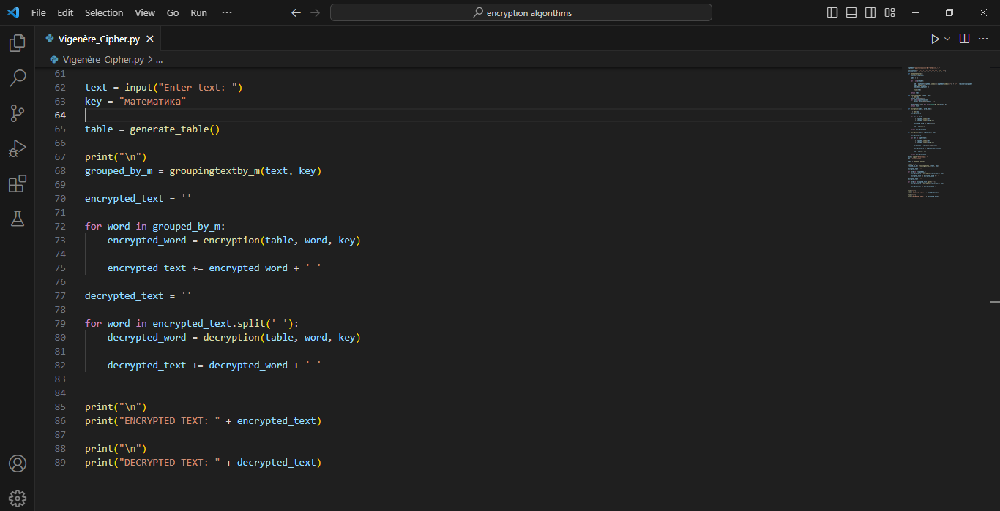 File Edit Selection View Go Run ···
encryption algorithms
Vigenère_Cipher.py
Vigenère_Cipher.py > ...
61
62 text = input("Enter text: ")
63 key = "математика"
64
65 table = generate_table()
66
67 print("\n")
68 grouped_by_m = groupingtextby_m(text, key)
69
70 encrypted_text = ''
71
72 for word in grouped_by_m:
73     encrypted_word = encryption(table, word, key)
74
75     encrypted_text += encrypted_word + ' '
76
77 decrypted_text = ''
78
79 for word in encrypted_text.split(' '):
80     decrypted_word = decryption(table, word, key)
81
82     decrypted_text += decrypted_word + ' '
83
84
85 print("\n")
86 print("ENCRYPTED TEXT: " + encrypted_text)
87
88 print("\n")
89 print("DECRYPTED TEXT: " + decrypted_text)